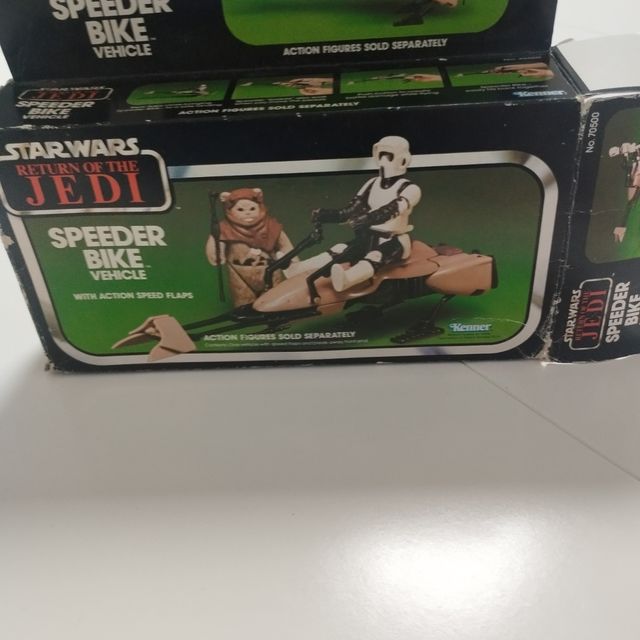 SPEEDER
BIKE™
VEHICLE
ACTION FIGURES SOLD SEPARATELY
JEDI
SPEEDER
BIKE
VEHICLE
ACTION FIGURES SOLD SEPARATELY
Kenner
STAR WARS
RETURN OF THE
JEDI
SPEEDER
BIKE™
VEHICLE
WITH ACTION SPEED FLAPS
ACTION FIGURES SOLD SEPARATELY
Kenner
No. 70500
STAR WARS
RETURN OF THE
JEDI
SPEEDER
BIKE